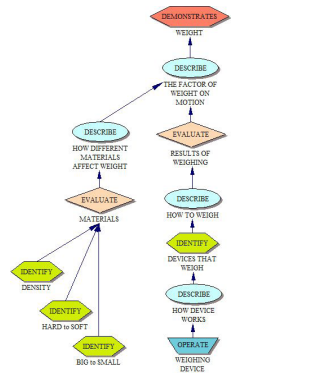 DEMONSTRATES
WEIGHT
DESCRIBE
THE FACTOR OF
WEIGHT ON
MOTION
DESCRIBE
HOW DIFFERENT
MATERIALS
AFFECT WEIGHT
EVALUATE
RESULTS OF
WEIGHING
EVALUATE
MATERIALS
DESCRIBE
HOW TO WEIGH
IDENTIFY
DEVICES THAT
WEIGH
IDENTIFY
DENSITY
DESCRIBE
HOW DEVICE
WORKS
IDENTIFY
HARD to SOFT
IDENTIFY
BIG to SMALL
OPERATE
WEIGHING
DEVICE